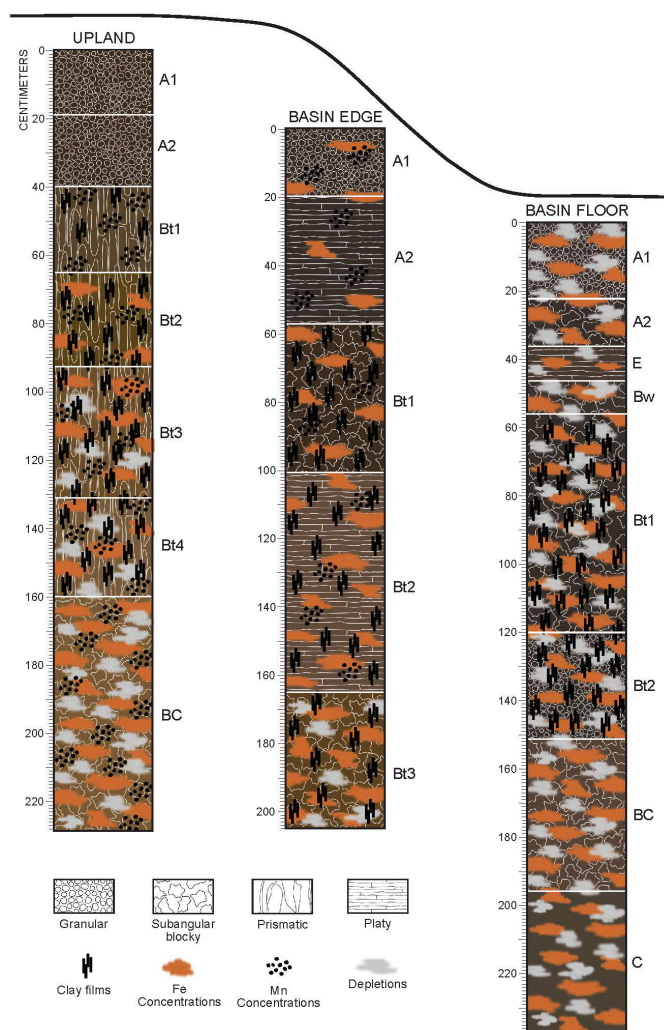 UPLAND
CENTIMETERS
0
20
40
60
80
100
120
140
160
180
200
220
A1
A2
Bt1
Bt2
Bt3
Bt4
BC
BASIN EDGE
0
20
40
60
80
100
120
140
160
180
200
A1
A2
Bt1
Bt2
Bt3
BASIN FLOOR
0
20
40
60
80
100
120
140
160
180
200
220
A1
A2
E
Bw
Bt1
Bt2
BC
C
Granular
Subangular
blocky
Prismatic
Platy
Clay films
Fe
Concentrations
Mn
Concentrations
Depletions